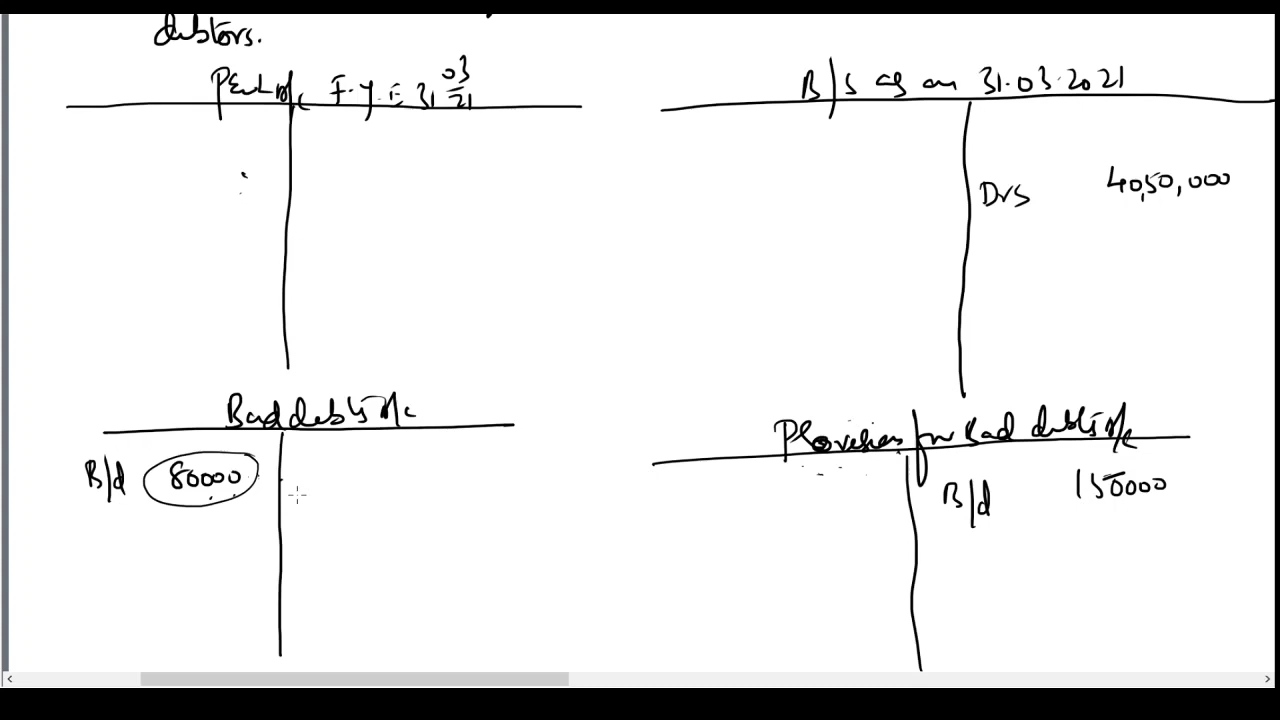 debtors.
P&L A/c F.Y.E 31 03/21
B/S as on 31.03.2021
Drs 40,50,000
Bad debts A/c
Provision for Bad debts A/c
B/d 80000
B/d 150000